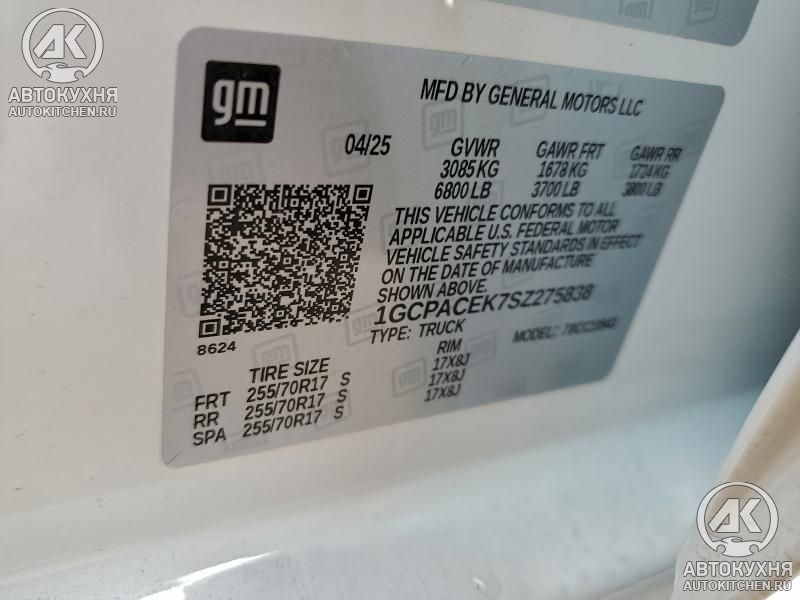 АК
АВТОКУХНЯ
AUTOKITCHEN.RU
gm
MFD BY GENERAL MOTORS LLC
04/25 GVWR GAWR FRT GAWR RR
3085 KG 1678 KG 1724 KG
6800 LB 3700 LB 3800 LB
THIS VEHICLE CONFORMS TO ALL
APPLICABLE U.S. FEDERAL MOTOR
VEHICLE SAFETY STANDARDS IN EFFECT
ON THE DATE OF MANUFACTURE
SHOWN ABOVE.
1GCPACEK7SZ275838
TYPE: TRUCK MODEL:
8624
TIRE SIZE RIM
FRT 255/70R17 S 17X8J
RR 255/70R17 S 17X8J
SPA 255/70R17 S 17X8J
АК
АВТОКУХНЯ
AUTOKITCHEN.RU